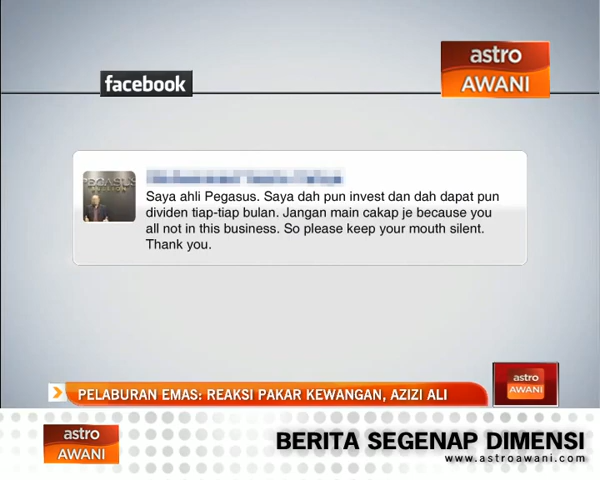 facebook
astro
AWANI
PEGASUS
Saya ahli Pegasus. Saya dah pun invest dan dah dapat pun
dividen tiap-tiap bulan. Jangan main cakap je because you
all not in this business. So please keep your mouth silent.
Thank you.
astro
AWANI
PELABURAN EMAS: REAKSI PAKAR KEWANGAN, AZIZI ALI
astro
AWANI
BERITA SEGENAP DIMENSI
www.astroawani.com